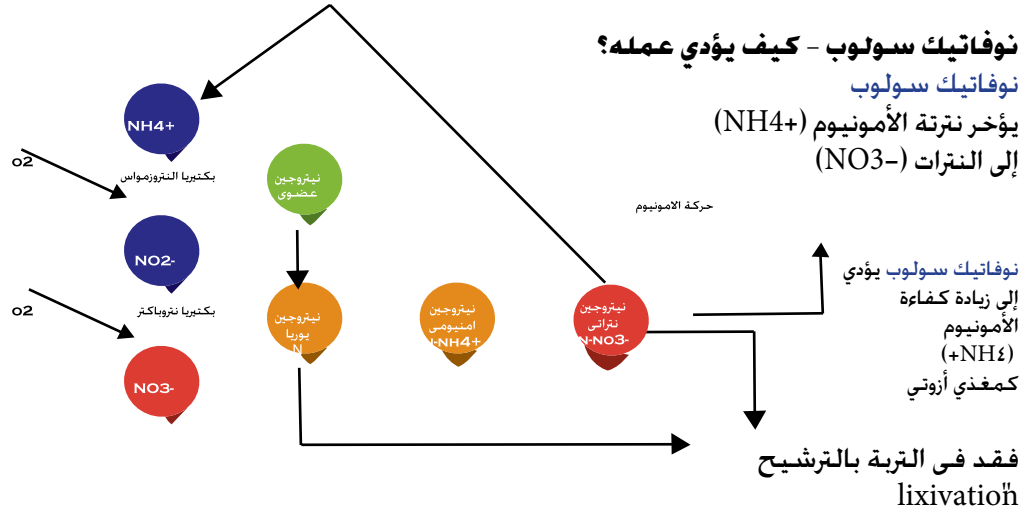 نوفاتيك سولوب - كيف يؤدي عمله؟
نوفاتيك سولوب
يؤخر نترتة الأمونيوم (NH4+)
إلى النترات (NO3-)
حركة الامونيوم
NH4+
o2
بكتيريا النتروزمواس
NO2-
o2
بكتيريا نتروباكتر
NO3-
نيتروجين
عضوى
نيتروجين
يوريا
N
نيتروجين
امنيومى
N-NH4+
نيتروجين
نتراتى
N-NO3-
نوفاتيك سولوب يؤدي
إلى زيادة كفاءة
الأمونيوم
(+NH٤)
كمغذي أزوتي
فقد فى التربة بالترشيح
lixivation"